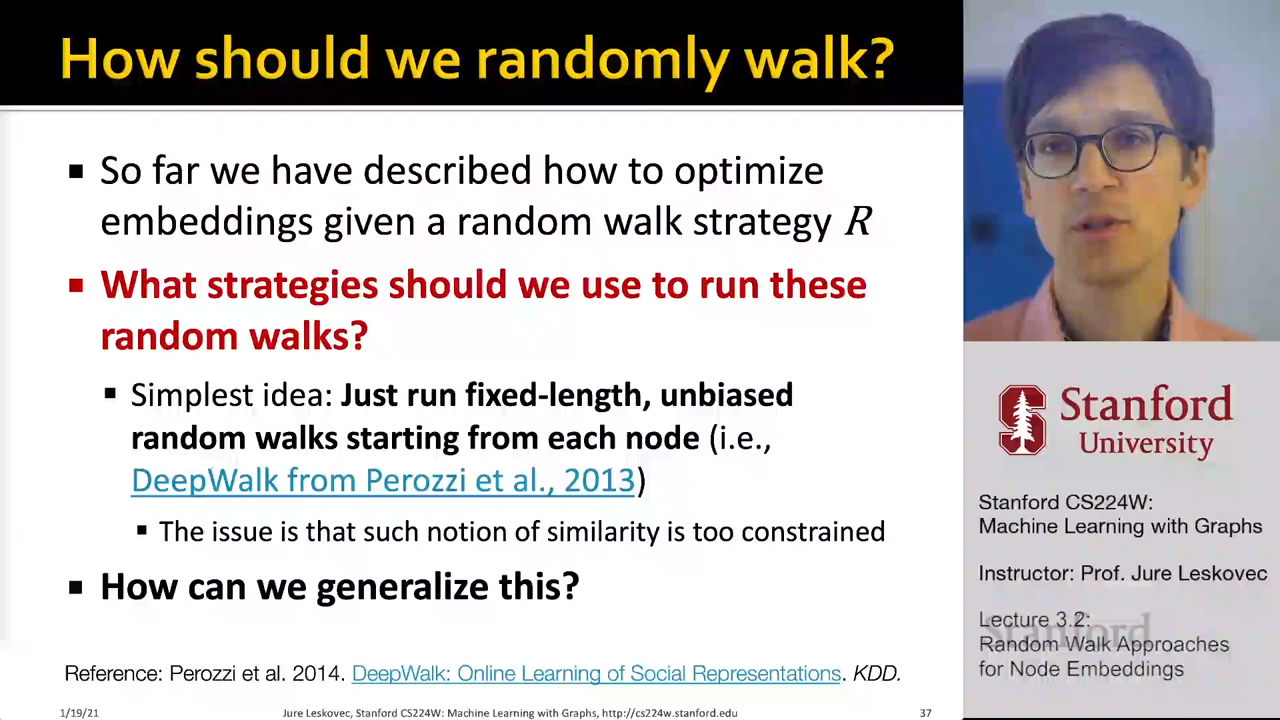 How should we randomly walk?
So far we have described how to optimize
embeddings given a random walk strategy R
What strategies should we use to run these
random walks?
Simplest idea: Just run fixed-length, unbiased
random walks starting from each node (i.e.,
DeepWalk from Perozzi et al., 2013)
The issue is that such notion of similarity is too constrained
How can we generalize this?
Reference: Perozzi et al. 2014. DeepWalk: Online Learning of Social Representations. KDD.
1/19/21
Jure Leskovec, Stanford CS224W: Machine Learning with Graphs, http://cs224w.stanford.edu
37
Stanford
University
Stanford CS224W:
Machine Learning with Graphs
Instructor: Prof. Jure Leskovec
Lecture 3.2:
Stanford
Random Walk Approaches
for Node Embeddings